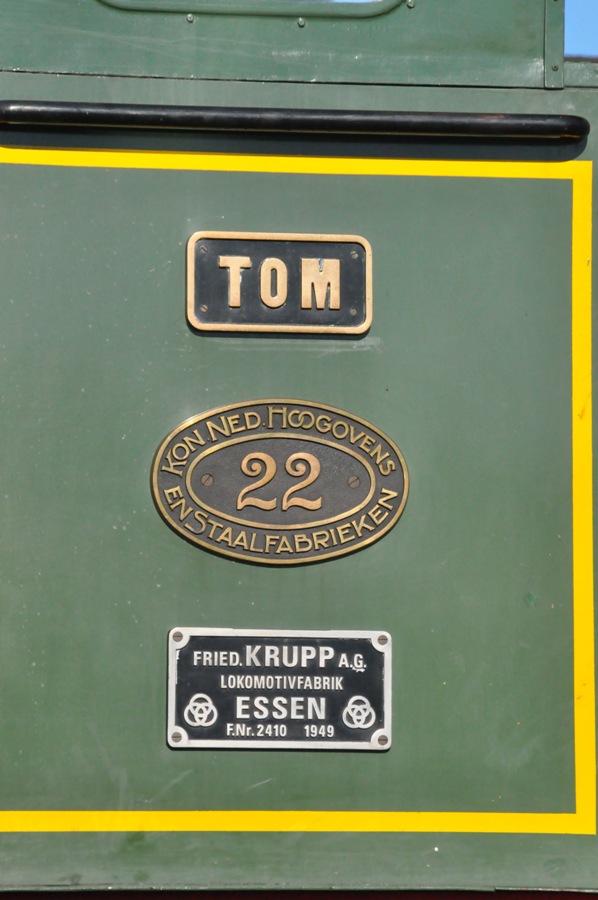 TOM
KON. NED. HOOGOVENS
22
EN STAALFABRIEKEN
FRIED. KRUPP A.G.
LOKOMOTIVFABRIK
ESSEN
F.Nr. 2410 1949